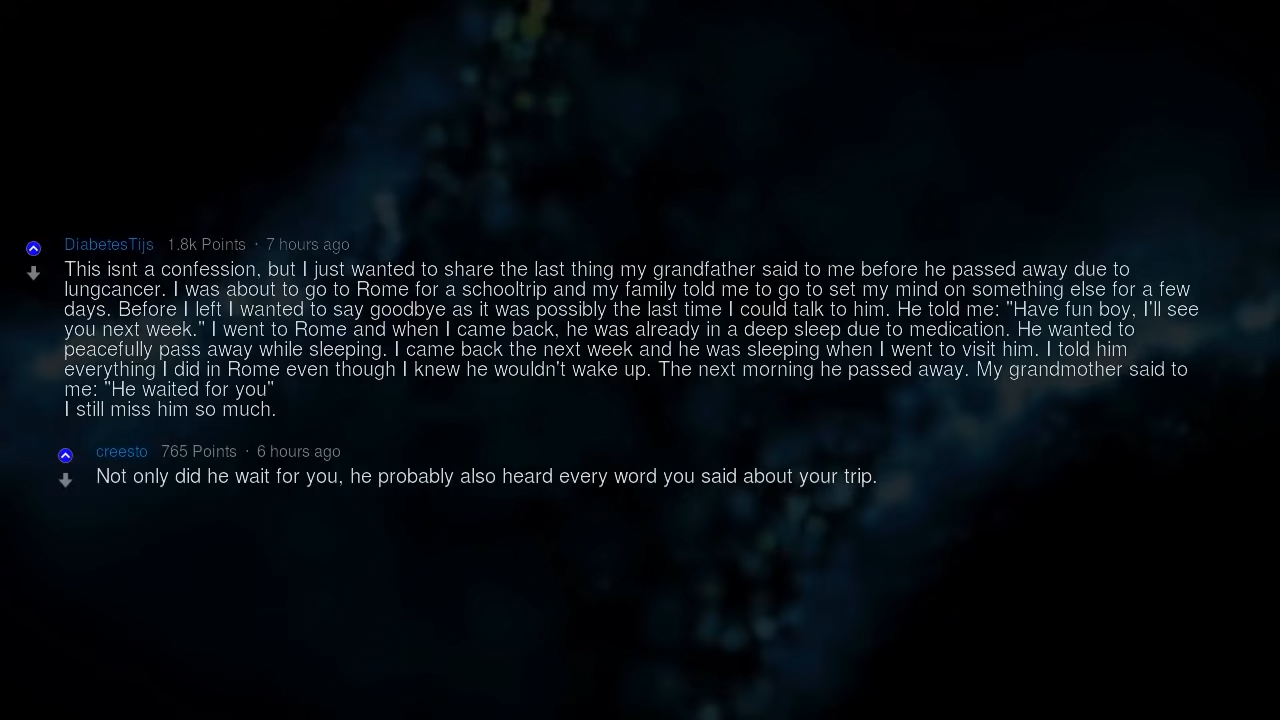 DiabetesTijs 1.8k Points · 7 hours ago
This isnt a confession, but I just wanted to share the last thing my grandfather said to me before he passed away due to
lungcancer. I was about to go to Rome for a schooltrip and my family told me to go to set my mind on something else for a few
days. Before I left I wanted to say goodbye as it was possibly the last time I could talk to him. He told me: "Have fun boy, I'll see
you next week." I went to Rome and when I came back, he was already in a deep sleep due to medication. He wanted to
peacefully pass away while sleeping. I came back the next week and he was sleeping when I went to visit him. I told him
everything I did in Rome even though I knew he wouldn't wake up. The next morning he passed away. My grandmother said to
me: "He waited for you"
I still miss him so much.
creesto 765 Points · 6 hours ago
Not only did he wait for you, he probably also heard every word you said about your trip.